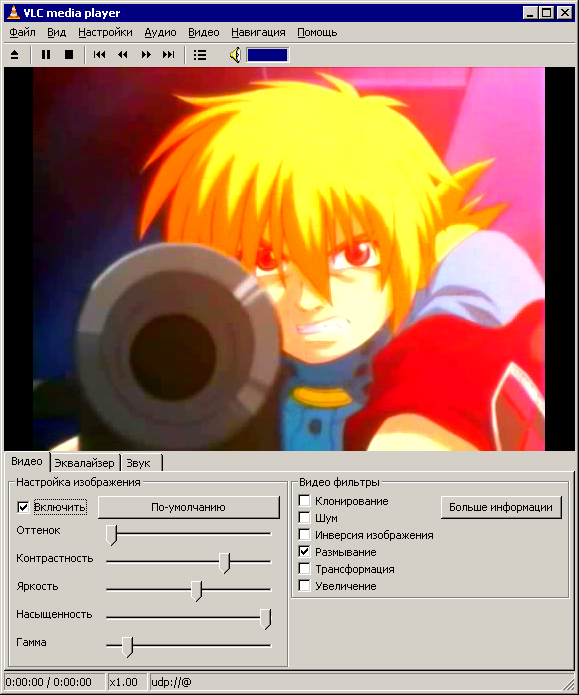 VLC media player
Файл Вид Настройки Аудио Видео Навигация Помощь
Видео Эквалайзер Звук
Настройка изображения
Включить По-умолчанию
Оттенок
Контрастность
Яркость
Насыщенность
Гамма
Видео фильтры
Клонирование Больше информации
Шум
Инверсия изображения
Размывание
Трансформация
Увеличение
0:00:00 / 0:00:00 x1.00 udp://@